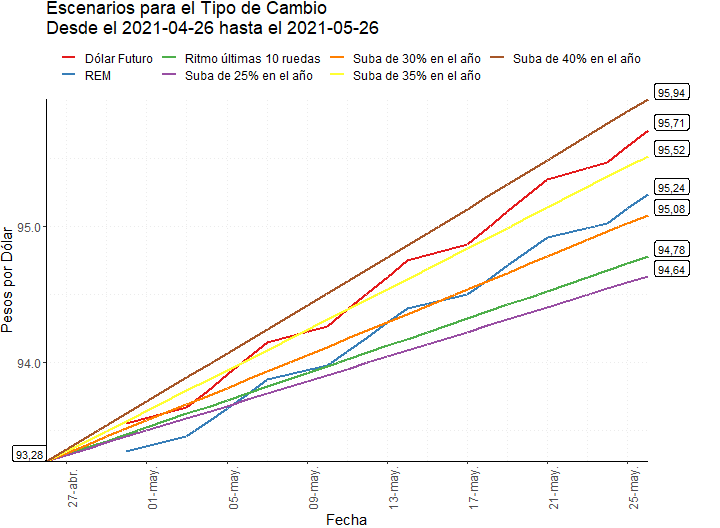 Escenarios para el Tipo de Cambio
Desde el 2021-04-26 hasta el 2021-05-26
Dólar Futuro Ritmo últimas 10 ruedas Suba de 30% en el año Suba de 40% en el año
REM Suba de 25% en el año Suba de 35% en el año
95,94
95,71
95,52
95,24
95,08
94,78
94,64
95.0
94.0
93,28
Pesos por Dólar
27-abr. 01-may. 05-may. 09-may. 13-may. 17-may. 21-may. 25-may.
Fecha